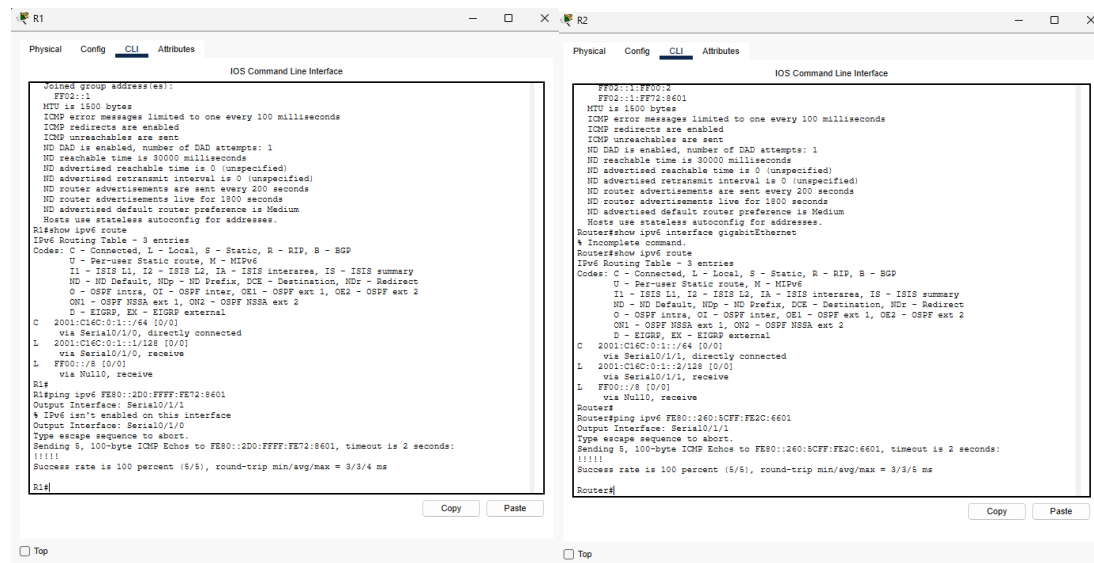 R1
Physical Config CLI Attributes
IOS Command Line Interface
Joined group address(es):
FF02::1
MTU is 1500 bytes
ICMP error messages limited to one every 100 milliseconds
ICMP redirects are enabled
ICMP unreachables are sent
ND DAD is enabled, number of DAD attempts: 1
ND reachable time is 30000 milliseconds
ND advertised reachable time is 0 (unspecified)
ND advertised retransmit interval is 0 (unspecified)
ND router advertisements are sent every 200 seconds
ND router advertisements live for 1800 seconds
ND advertised default router preference is Medium
Hosts use stateless autoconfig for addresses.
R1#show ipv6 route
IPv6 Routing Table - 3 entries
Codes: C - Connected, L - Local, S - Static, R - RIP, B - BGP
U - Per-user Static route, M - MIPv6
I1 - ISIS L1, I2 - ISIS L2, IA - ISIS interarea, IS - ISIS summary
ND - ND Default, NDp - ND Prefix, DCE - Destination, NDr - Redirect
O - OSPF intra, OI - OSPF inter, OE1 - OSPF ext 1, OE2 - OSPF ext 2
ON1 - OSPF NSSA ext 1, ON2 - OSPF NSSA ext 2
D - EIGRP, EX - EIGRP external
C 2001:C16C:0:1::/64 [0/0]
via Serial0/1/0, directly connected
L 2001:C16C:0:1::1/128 [0/0]
via Serial0/1/0, receive
L FF00::/8 [0/0]
via Null0, receive
R1#
R1#ping ipv6 FE80::2D0:FFFF:FE72:8601
Output Interface: Serial0/1/1
% IPv6 isn't enabled on this interface
Output Interface: Serial0/1/0
Type escape sequence to abort.
Sending 5, 100-byte ICMP Echos to FE80::2D0:FFFF:FE72:8601, timeout is 2 seconds:
!!!!!
Success rate is 100 percent (5/5), round-trip min/avg/max = 3/3/4 ms
R1#
Copy Paste
Top
R2
Physical Config CLI Attributes
IOS Command Line Interface
FF02::1:FF00:2
FF02::1:FF72:8601
MTU is 1500 bytes
ICMP error messages limited to one every 100 milliseconds
ICMP redirects are enabled
ICMP unreachables are sent
ND DAD is enabled, number of DAD attempts: 1
ND reachable time is 30000 milliseconds
ND advertised reachable time is 0 (unspecified)
ND advertised retransmit interval is 0 (unspecified)
ND router advertisements are sent every 200 seconds
ND router advertisements live for 1800 seconds
ND advertised default router preference is Medium
Hosts use stateless autoconfig for addresses.
Router#show ipv6 interface gigabitEthernet
% Incomplete command.
Router#show ipv6 route
IPv6 Routing Table - 3 entries
Codes: C - Connected, L - Local, S - Static, R - RIP, B - BGP
U - Per-user Static route, M - MIPv6
I1 - ISIS L1, I2 - ISIS L2, IA - ISIS interarea, IS - ISIS summary
ND - ND Default, NDp - ND Prefix, DCE - Destination, NDr - Redirect
O - OSPF intra, OI - OSPF inter, OE1 - OSPF ext 1, OE2 - OSPF ext 2
ON1 - OSPF NSSA ext 1, ON2 - OSPF NSSA ext 2
D - EIGRP, EX - EIGRP external
C 2001:C16C:0:1::/64 [0/0]
via Serial0/1/1, directly connected
L 2001:C16C:0:1::2/128 [0/0]
via Serial0/1/1, receive
L FF00::/8 [0/0]
via Null0, receive
Router#
Router#ping ipv6 FE80::260:5CFF:FE2C:6601
Output Interface: Serial0/1/1
Type escape sequence to abort.
Sending 5, 100-byte ICMP Echos to FE80::260:5CFF:FE2C:6601, timeout is 2 seconds:
!!!!!
Success rate is 100 percent (5/5), round-trip min/avg/max = 3/3/5 ms
Router#
Copy Paste
Top